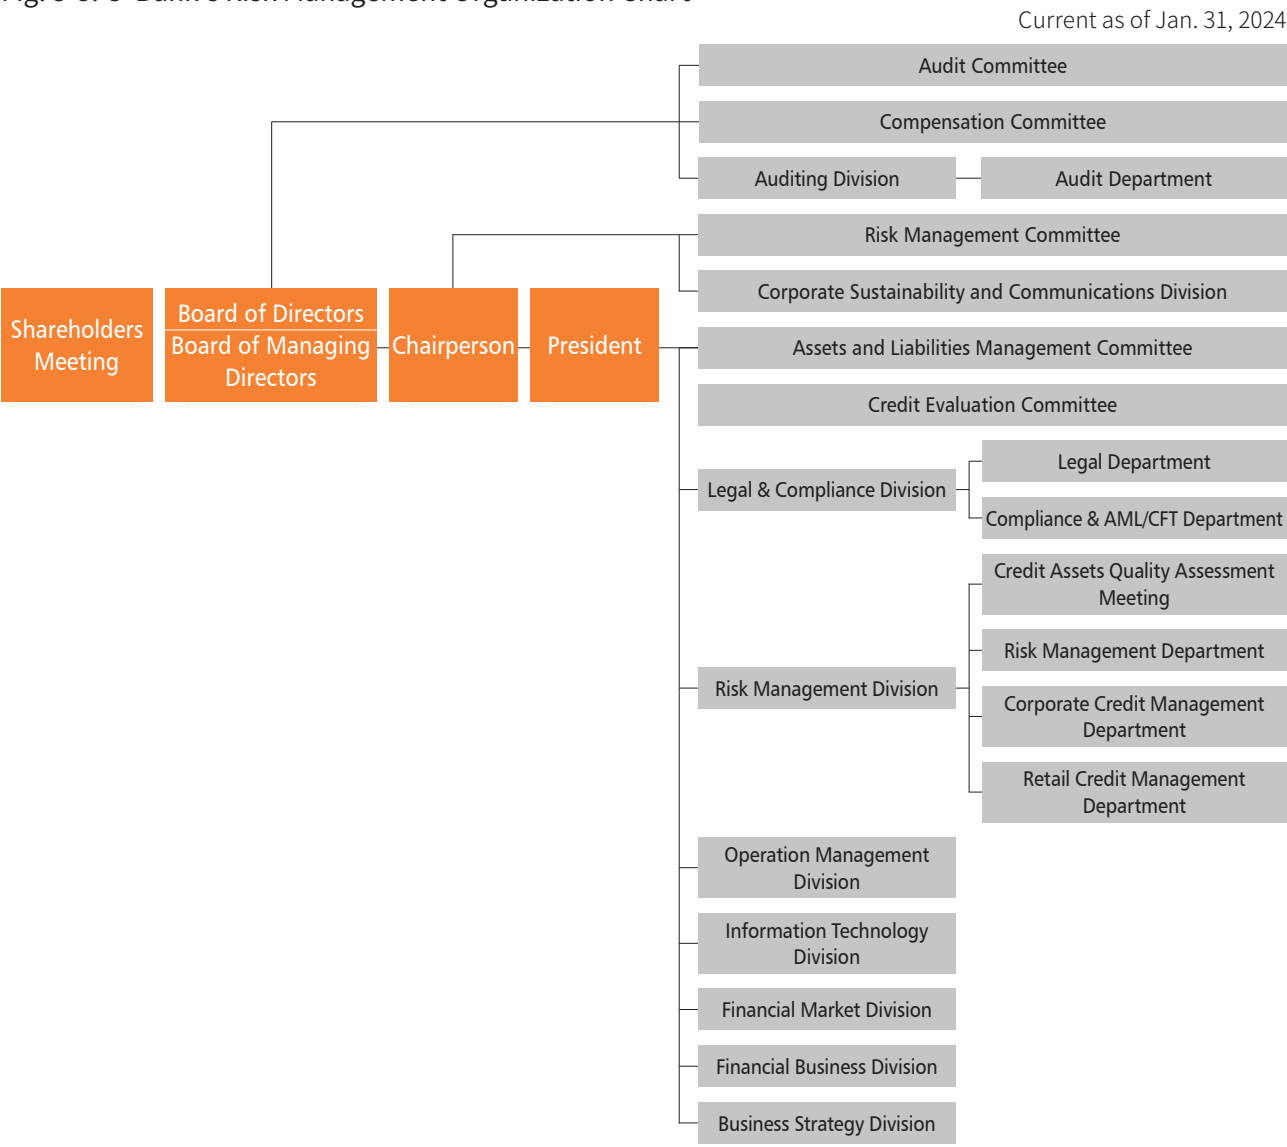 Current as of Jan. 31, 2024
Audit Committee
Compensation Committee
Auditing Division
Audit Department
Risk Management Committee
Corporate Sustainability and Communications Division
Shareholders
Meeting
Board of Directors
Board of Managing
Directors
Chairperson
President
Assets and Liabilities Management Committee
Credit Evaluation Committee
Legal & Compliance Division
Legal Department
Compliance & AML/CFT Department
Risk Management Division
Credit Assets Quality Assessment
Meeting
Risk Management Department
Corporate Credit Management
Department
Retail Credit Management
Department
Operation Management
Division
Information Technology
Division
Financial Market Division
Financial Business Division
Business Strategy Division